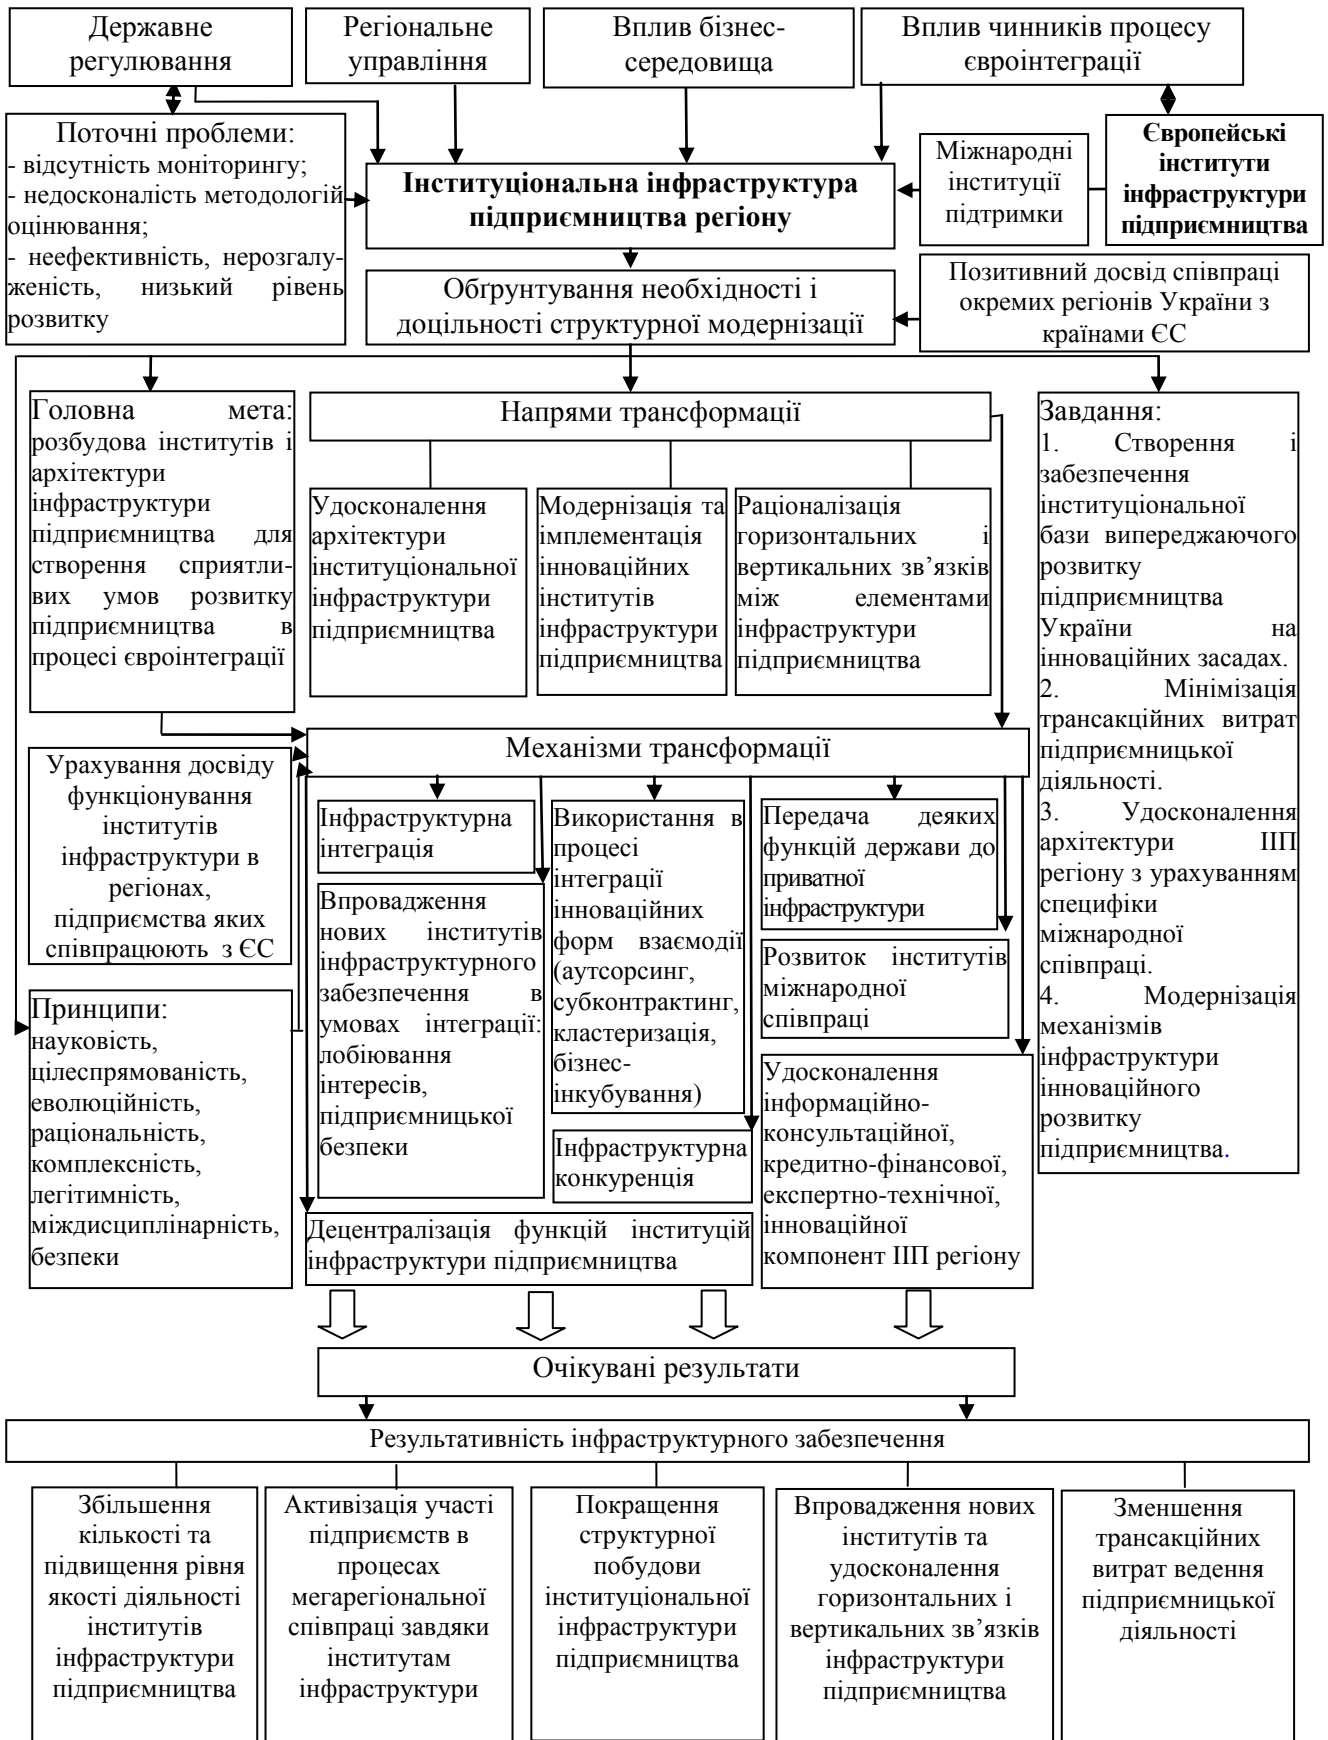 Державне
регулювання
Регіональне
управління
Вплив бізнес-
середовища
Вплив чинників процесу
євроінтеграції
Поточні проблеми:
- відсутність моніторингу;
- недосконалість методологій
оцінювання;
- неефективність, нерозгалу-
женість, низький рівень
розвитку
Інституціональна інфраструктура
підприємництва регіону
Міжнародні
інституції
підтримки
Європейські
інститути
інфраструктури
підприємництва
Обґрунтування необхідності і
доцільності структурної модернізації
Позитивний досвід співпраці
окремих регіонів України з
країнами ЄС
Головна мета:
розбудова інститутів і
архітектури
інфраструктури
підприємництва для
створення сприятли-
вих умов розвитку
підприємництва в
процесі євроінтеграції
Напрями трансформації
Удосконалення
архітектури
інституціональної
інфраструктури
підприємництва
Модернізація та
імплементація
інноваційних
інститутів
інфраструктури
підприємництва
Раціоналізація
горизонтальних і
вертикальних зв’язків
між елементами
інфраструктури
підприємництва
Завдання:
1. Створення і
забезпечення
інституціональної
бази випереджаючого
розвитку
підприємництва
України на
інноваційних засадах.
2. Мінімізація
трансакційних витрат
підприємницької
діяльності.
3. Удосконалення
архітектури ІІП
регіону з урахуванням
специфіки
міжнародної
співпраці.
4. Модернізація
механізмів
інфраструктури
інноваційного
розвитку
підприємництва.
Механізми трансформації
Урахування досвіду
функціонування
інститутів
інфраструктури в
регіонах,
підприємства яких
співпрацюють з ЄС
Принципи:
науковість,
цілеспрямованість,
еволюційність,
раціональність,
комплексність,
легітимність,
міждисциплінарність,
безпеки
Інфраструктурна
інтеграція
Впровадження
нових інститутів
інфраструктурного
забезпечення в
умовах інтеграції:
лобіювання
інтересів,
підприємницької
безпеки
Використання в
процесі
інтеграції
інноваційних
форм взаємодії
(аутсорсинг,
субконтрактинг,
кластеризація,
бізнес-
інкубування)
Інфраструктурна
конкуренція
Передача деяких
функцій держави до
приватної
інфраструктури
Розвиток інститутів
міжнародної
співпраці
Удосконалення
інформаційно-
консультаційної,
кредитно-фінансової,
експертно-технічної,
інноваційної
компонент ІІП регіону
Децентралізація функцій інституцій
інфраструктури підприємництва
Очікувані результати
Результативність інфраструктурного забезпечення
Збільшення
кількості та
підвищення рівня
якості діяльності
інститутів
інфраструктури
підприємництва
Активізація участі
підприємств в
процесах
мегарегіональної
співпраці завдяки
інститутам
інфраструктури
Покращення
структурної
побудови
інституціональної
інфраструктури
підприємництва
Впровадження нових
інститутів та
удосконалення
горизонтальних і
вертикальних зв’язків
інфраструктури
підприємництва
Зменшення
трансакційних
витрат ведення
підприємницької
діяльності